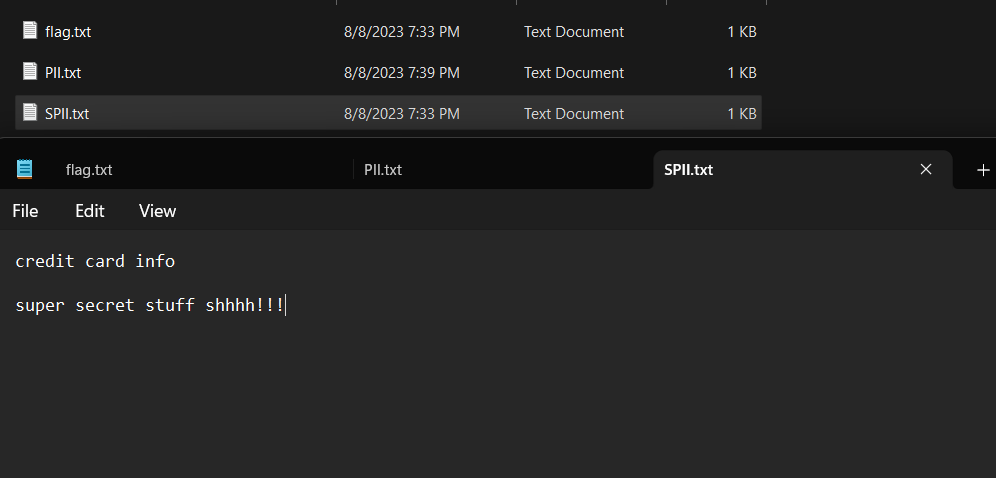 flag.txt 8/8/2023 7:33 PM Text Document 1 KB
PII.txt 8/8/2023 7:39 PM Text Document 1 KB
SPII.txt 8/8/2023 7:33 PM Text Document 1 KB
flag.txt PII.txt SPII.txt
File Edit View
credit card info
super secret stuff shhhh!!!